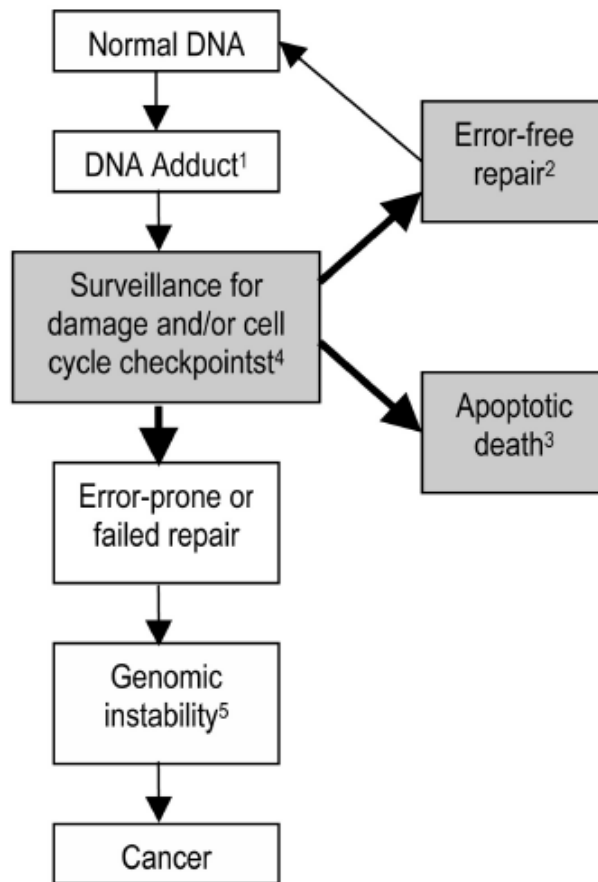 Normal DNA
DNA Adduct¹
Error-free
repair²
Surveillance for
damage and/or cell
cycle checkpointst⁴
Apoptotic
death³
Error-prone or
failed repair
Genomic
instability⁵
Cancer